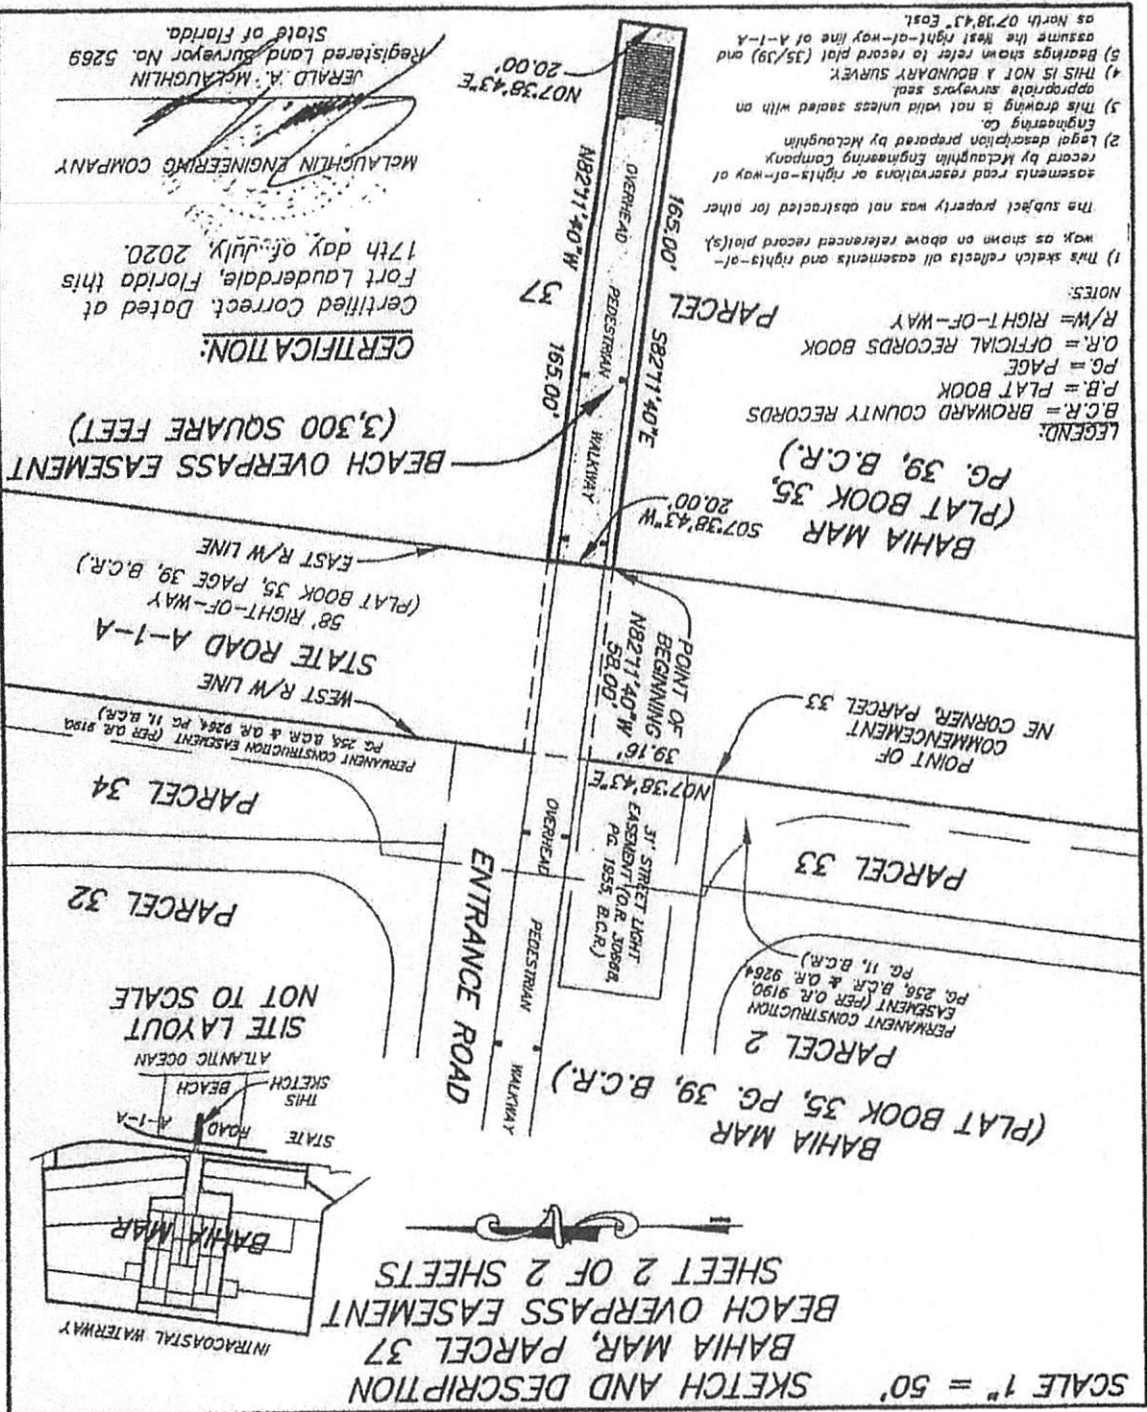 SCALE 1" = 50'
SKETCH AND DESCRIPTION
BAHIA MAR, PARCEL 37
BEACH OVERPASS EASEMENT
SHEET 2 OF 2 SHEETS
INTRACOASTAL WATERWAY
BAHIA MAR
STATE
ROAD
A-1-A
THIS
SKETCH
BEACH
ATLANTIC OCEAN
SITE LAYOUT
NOT TO SCALE
BAHIA MAR
(PLAT BOOK 35, PG. 39, B.C.R.)
PARCEL 2
PERMANENT CONSTRUCTION
EASEMENT (PER O.R. 9190,
PG. 256, B.C.R. & O.R. 9264
PG. 11, B.C.R.)
WALKWAY
PEDESTRIAN
OVERHEAD
ENTRANCE ROAD
31' STREET LIGHT
EASEMENT (O.R. 30688,
PG. 1955, B.C.R.)
PARCEL 32
PARCEL 33
PARCEL 34
PERMANENT CONSTRUCTION EASEMENT (PER O.R. 9190
PG. 255, B.C.R. & O.R. 9264, PG 11, B.C.R.)
POINT OF
COMMENCEMENT
NE CORNER, PARCEL 33
N07°38'43"E
39.16'
N82°11'40"W
58.00'
POINT OF
BEGINNING
WEST R/W LINE
STATE ROAD A-1-A
58' RIGHT-OF-WAY
(PLAT BOOK 35, PAGE 39, B.C.R.)
EAST R/W LINE
BAHIA MAR
(PLAT BOOK 35,
PG. 39, B.C.R.)
S07°38'43"W
20.00'
BEACH OVERPASS EASEMENT
(3,300 SQUARE FEET)
WALKWAY
PEDESTRIAN
OVERHEAD
S82°11'40"E
165.00'
165.00'
N82°11'40"W
PARCEL
37
N07°38'43"E
20.00'
LEGEND:
B.C.R.= BROWARD COUNTY RECORDS
P.B.= PLAT BOOK
PG.= PAGE
O.R.= OFFICIAL RECORDS BOOK
R/W= RIGHT-OF-WAY
NOTES:
1) This sketch reflects all easements and rights-of-
way, as shown on above referenced record plat(s).
The subject property was not abstracted for other
easements road reservations or rights-of-way of
record by McLaughlin Engineering Company.
2) Legal description prepared by McLaughlin
Engineering Co.
3) This drawing is not valid unless sealed with an
appropriate surveyors seal.
4) THIS IS NOT A BOUNDARY SURVEY.
5) Bearings shown refer to record plat (35/39) and
assume the West right-of-way line of A-1-A
as North 07°38'43" East.
CERTIFICATION:
Certified Correct. Dated at
Fort Lauderdale, Florida this
17th day of July, 2020.
McLAUGHLIN ENGINEERING COMPANY
JERALD A. McLAUGHLIN
Registered Land Surveyor No. 5269
State of Florida.